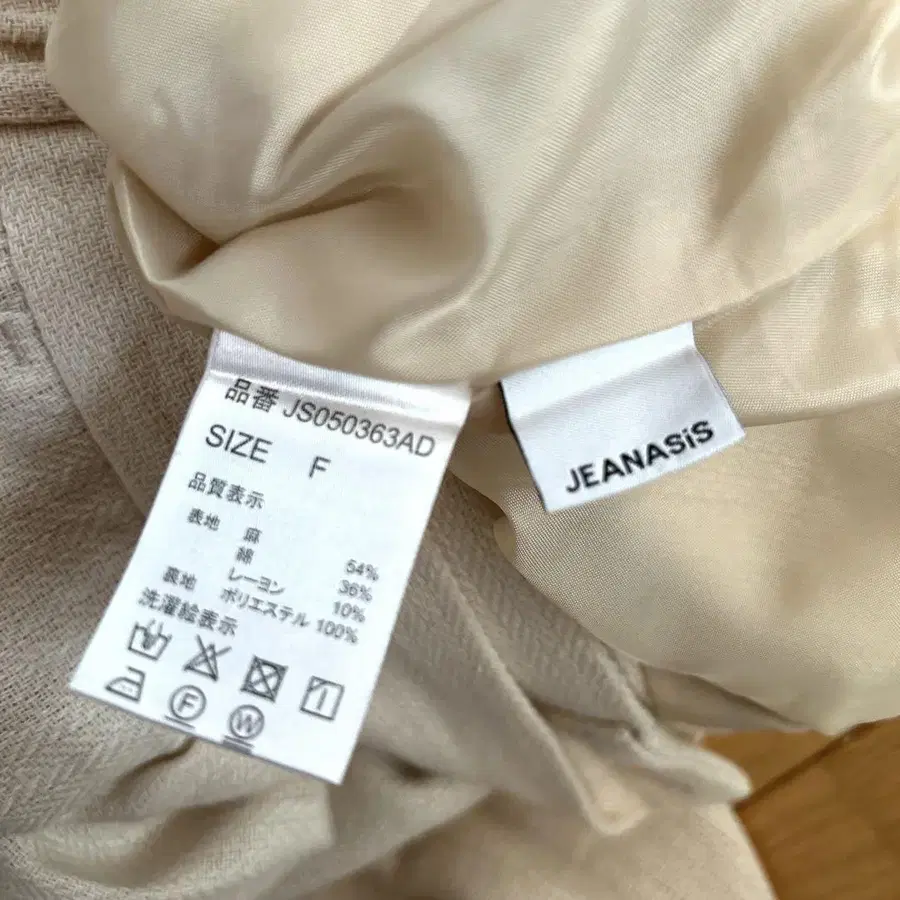 品番 JS050363AD
SIZE F
品質表示
表地 麻 54%
綿 36%
レーヨン 10%
裏地 ポリエステル 100%
洗濯絵表示
F
W
JEANASiS